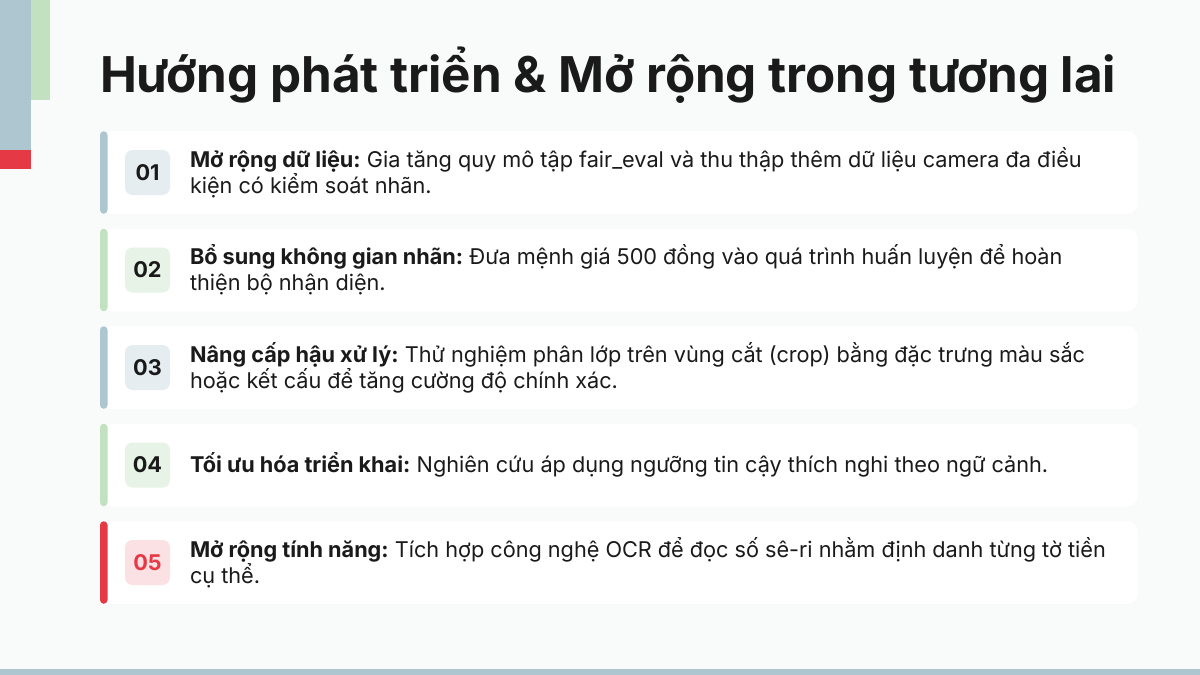 Hướng phát triển & Mở rộng trong tương lai
01
Mở rộng dữ liệu: Gia tăng quy mô tập fair_eval và thu thập thêm dữ liệu camera đa điều
kiện có kiểm soát nhãn.
02
Bổ sung không gian nhãn: Đưa mệnh giá 500 đồng vào quá trình huấn luyện để hoàn
thiện bộ nhận diện.
03
Nâng cấp hậu xử lý: Thử nghiệm phân lớp trên vùng cắt (crop) bằng đặc trưng màu sắc
hoặc kết cấu để tăng cường độ chính xác.
04
Tối ưu hóa triển khai: Nghiên cứu áp dụng ngưỡng tin cậy thích nghi theo ngữ cảnh.
05
Mở rộng tính năng: Tích hợp công nghệ OCR để đọc số sê-ri nhằm định danh từng tờ tiền
cụ thể.